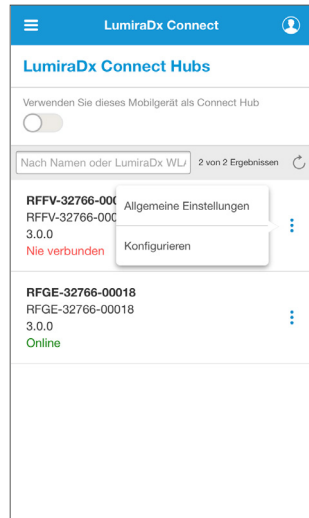 LumiraDx Connect
LumiraDx Connect Hubs
Verwenden Sie dieses Mobilgerät als Connect Hub
Nach Namen oder LumiraDx WL 2 von 2 Ergebnissen
RFFV-32766-000
Allgemeine Einstellungen
RFFV-32766-000
3.0.0
Konfigurieren
Nie verbunden
RFGE-32766-00018
RFGE-32766-00018
3.0.0
Online